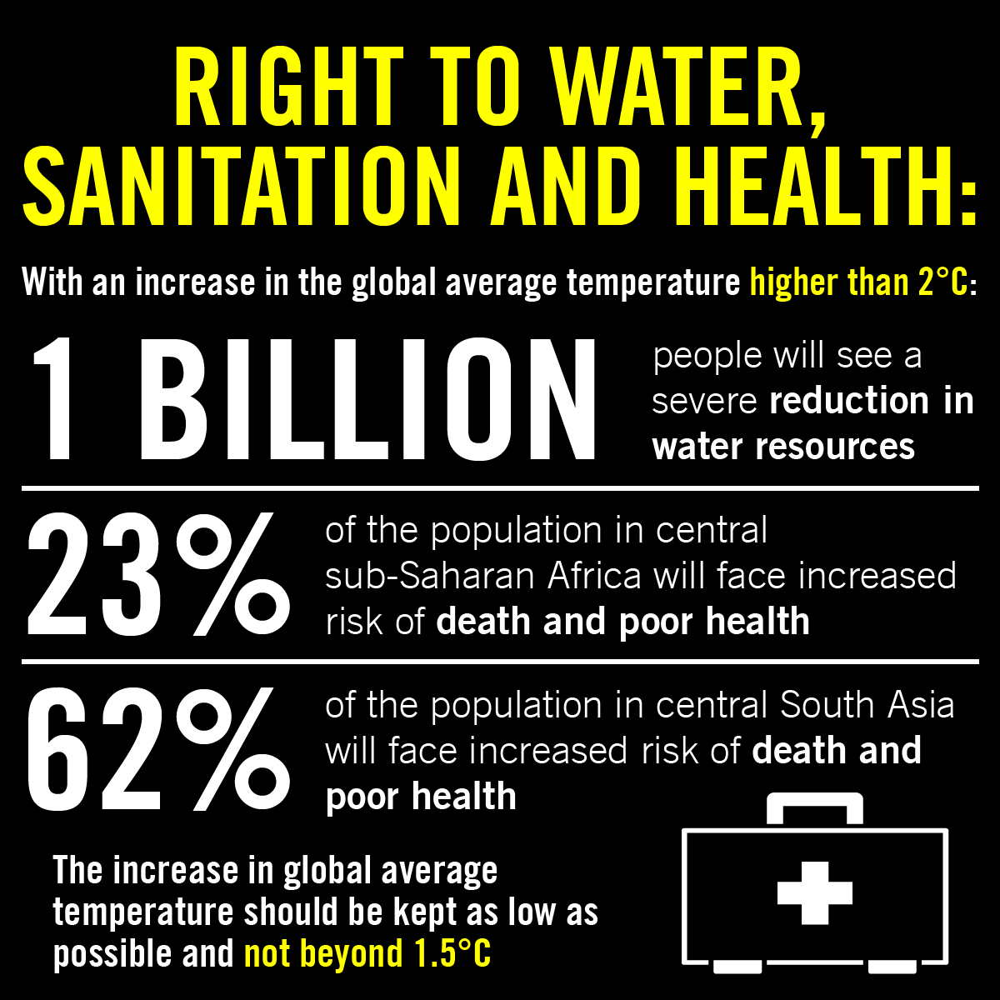 RIGHT TO WATER,
SANITATION AND HEALTH:
With an increase in the global average temperature higher than 2°C:
1 BILLION
people will see a
severe reduction in
water resources
23%
of the population in central
sub-Saharan Africa will face increased
risk of death and poor health
62%
of the population in central South Asia
will face increased risk of death and
poor health
The increase in global average
temperature should be kept as low as
possible and not beyond 1.5°C